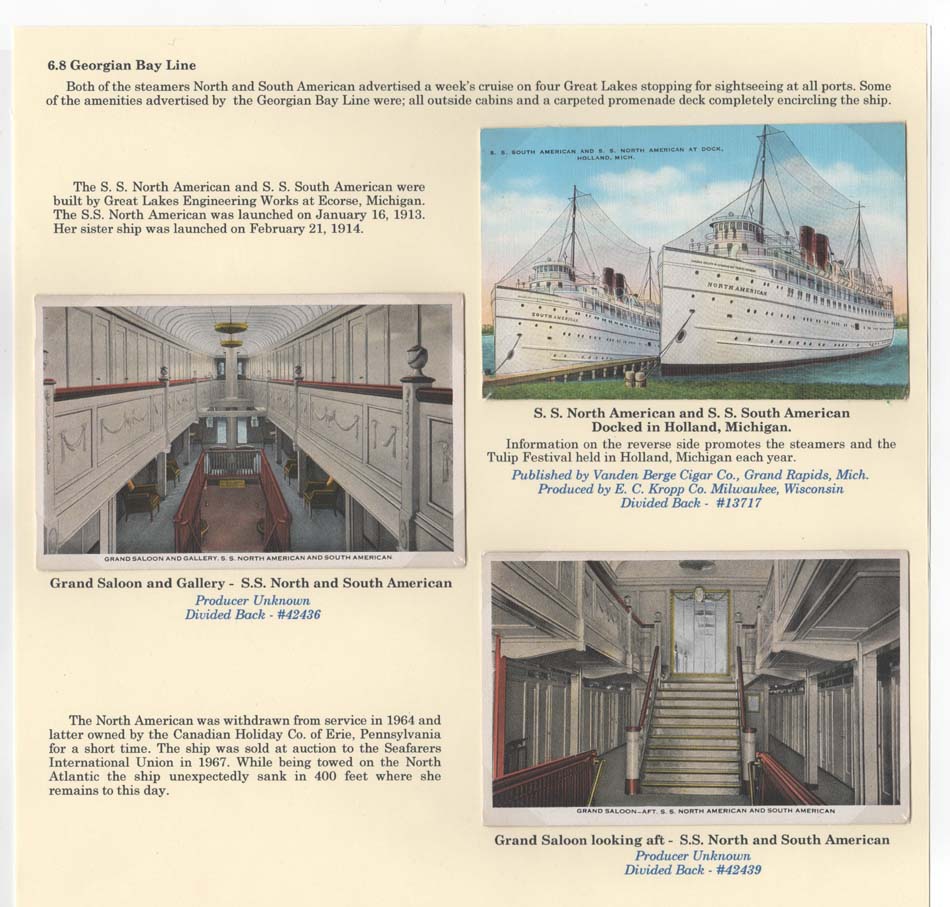 6.8 Georgian Bay Line
Both of the steamers North and South American advertised a week's cruise on four Great Lakes stopping for sightseeing at all ports. Some
of the amenities advertised by the Georgian Bay Line were; all outside cabins and a carpeted promenade deck completely encircling the ship.
The S. S. North American and S. S. South American were
built by Great Lakes Engineering Works at Ecorse, Michigan.
The S.S. North American was launched on January 16, 1913.
Her sister ship was launched on February 21, 1914.
S. S. SOUTH AMERICAN AND S. S. NORTH AMERICAN AT DOCK,
HOLLAND, MICH.
SOUTH AMERICAN
NORTH AMERICAN
S. S. North American and S. S. South American
Docked in Holland, Michigan.
Information on the reverse side promotes the steamers and the
Tulip Festival held in Holland, Michigan each year.
Published by Vanden Berge Cigar Co., Grand Rapids, Mich.
Produced by E. C. Kropp Co. Milwaukee, Wisconsin
Divided Back - #13717
GRAND SALOON AND GALLERY. S. S. NORTH AMERICAN AND SOUTH AMERICAN
Grand Saloon and Gallery - S.S. North and South American
Producer Unknown
Divided Back - #42436
The North American was withdrawn from service in 1964 and
latter owned by the Canadian Holiday Co. of Erie, Pennsylvania
for a short time. The ship was sold at auction to the Seafarers
International Union in 1967. While being towed on the North
Atlantic the ship unexpectedly sank in 400 feet where she
remains to this day.
GRAND SALOON—AFT. S. S. NORTH AMERICAN AND SOUTH AMERICAN
Grand Saloon looking aft - S.S. North and South American
Producer Unknown
Divided Back - #42439